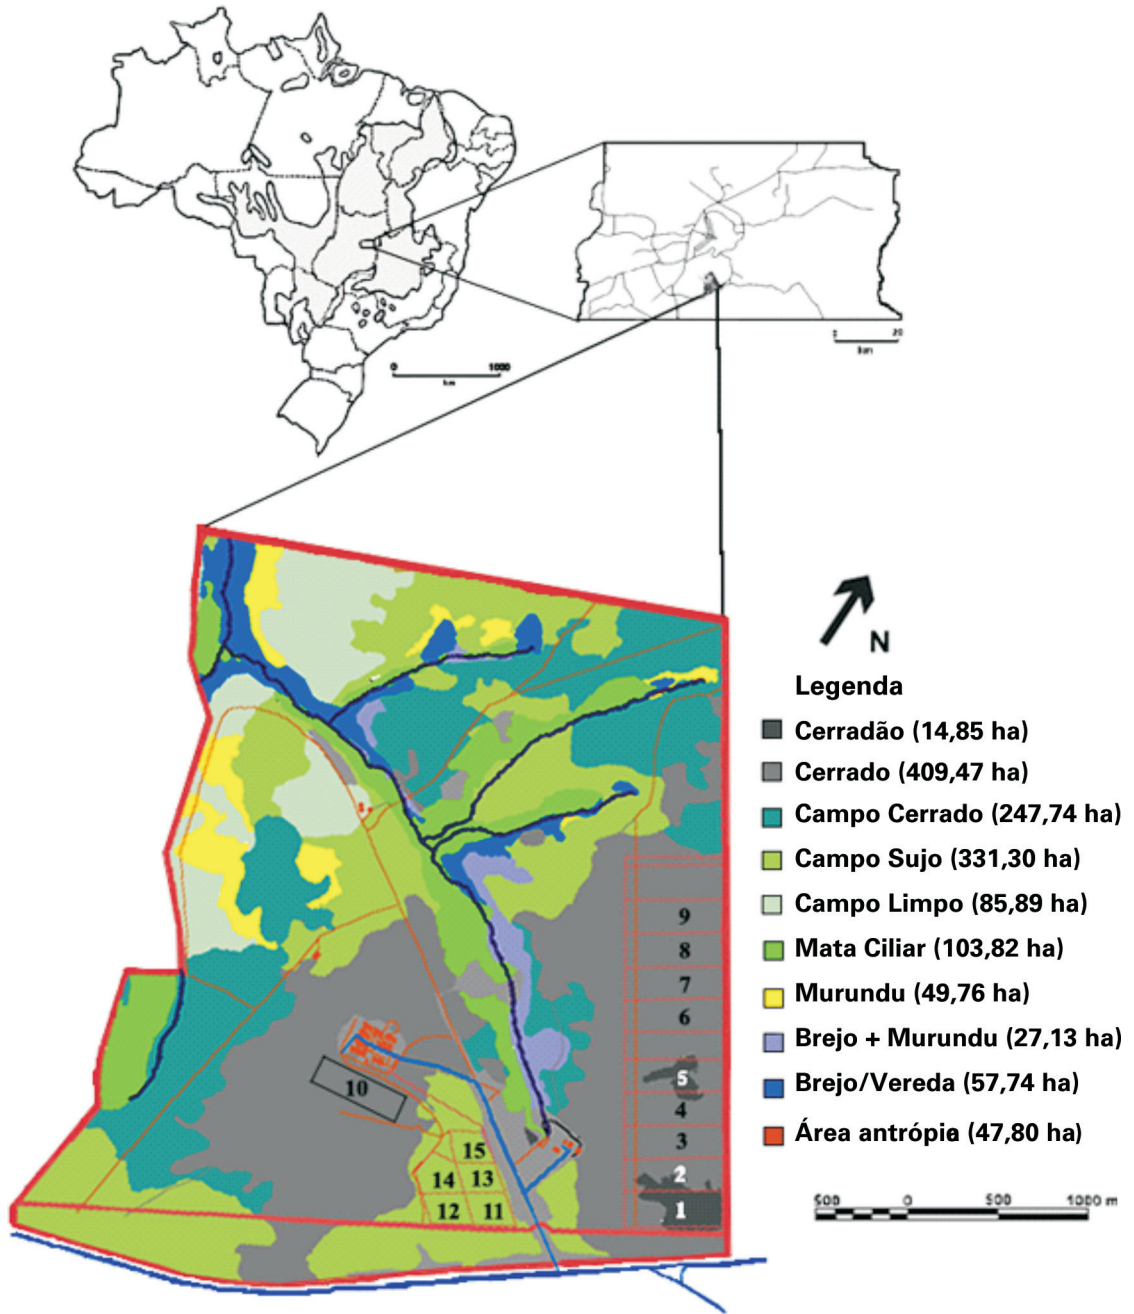 0 1000
km
0 20
km
N
Legenda
Cerradão (14,85 ha)
Cerrado (409,47 ha)
Campo Cerrado (247,74 ha)
Campo Sujo (331,30 ha)
Campo Limpo (85,89 ha)
Mata Ciliar (103,82 ha)
Murundu (49,76 ha)
Brejo + Murundu (27,13 ha)
Brejo/Vereda (57,74 ha)
Área antrópia (47,80 ha)
9
8
7
6
5
4
3
2
1
10
15
14 13
12 11
500 0 500 1000 m